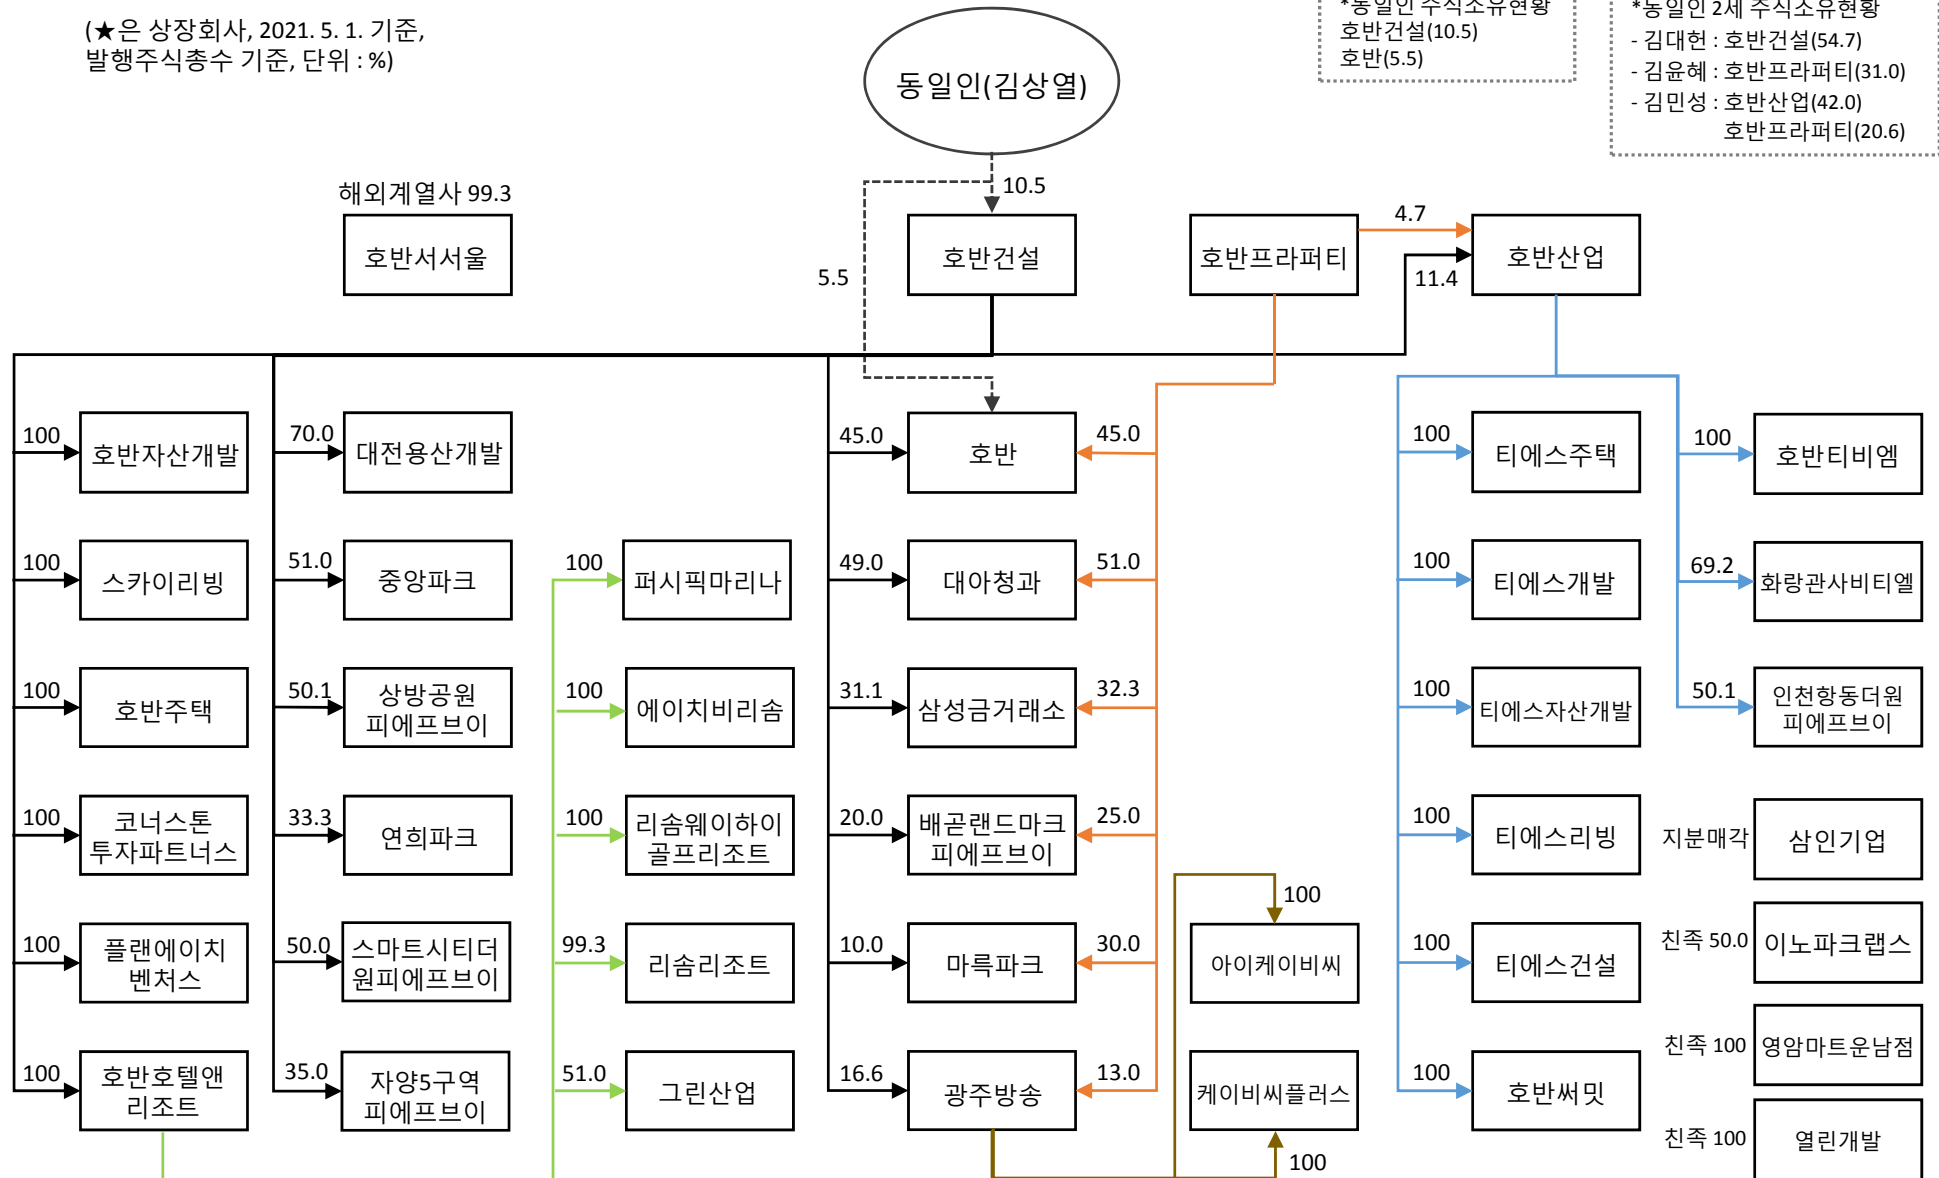 (★은 상장회사, 2021. 5. 1. 기준,
발행주식총수 기준, 단위 : %)
동일인(김상열)
*동일인 주식소유현황
호반건설(10.5)
호반(5.5)
*동일인 2세 주식소유현황
- 김대헌 : 호반건설(54.7)
- 김윤혜 : 호반프라퍼티(31.0)
- 김민성 : 호반산업(42.0)
호반프라퍼티(20.6)
해외계열사 99.3
호반서서울
10.5
5.5
호반건설
호반프라퍼티
4.7
11.4
호반산업
100
호반자산개발
70.0
대전용산개발
45.0
호반
45.0
100
티에스주택
100
호반티비엠
100
스카이리빙
51.0
중앙파크
100
퍼시픽마리나
49.0
대아청과
51.0
100
티에스개발
69.2
화랑관사비티엘
100
호반주택
50.1
상방공원
피에프브이
100
에이치비리솜
31.1
삼성금거래소
32.3
100
티에스자산개발
50.1
인천항동더원
피에프브이
100
코너스톤
투자파트너스
33.3
연희파크
100
리솜웨이하이
골프리조트
20.0
배곧랜드마크
피에프브이
25.0
100
티에스리빙
지분매각
삼인기업
100
플랜에이치
벤처스
50.0
스마트시티더
원피에프브이
99.3
리솜리조트
10.0
마륵파크
30.0
100
아이케이비씨
100
티에스건설
친족 50.0
이노파크랩스
친족 100
영암마트운남점
100
호반호텔앤
리조트
35.0
자양5구역
피에프브이
51.0
그린산업
16.6
광주방송
13.0
케이비씨플러스
100
100
호반써밋
친족 100
열린개발